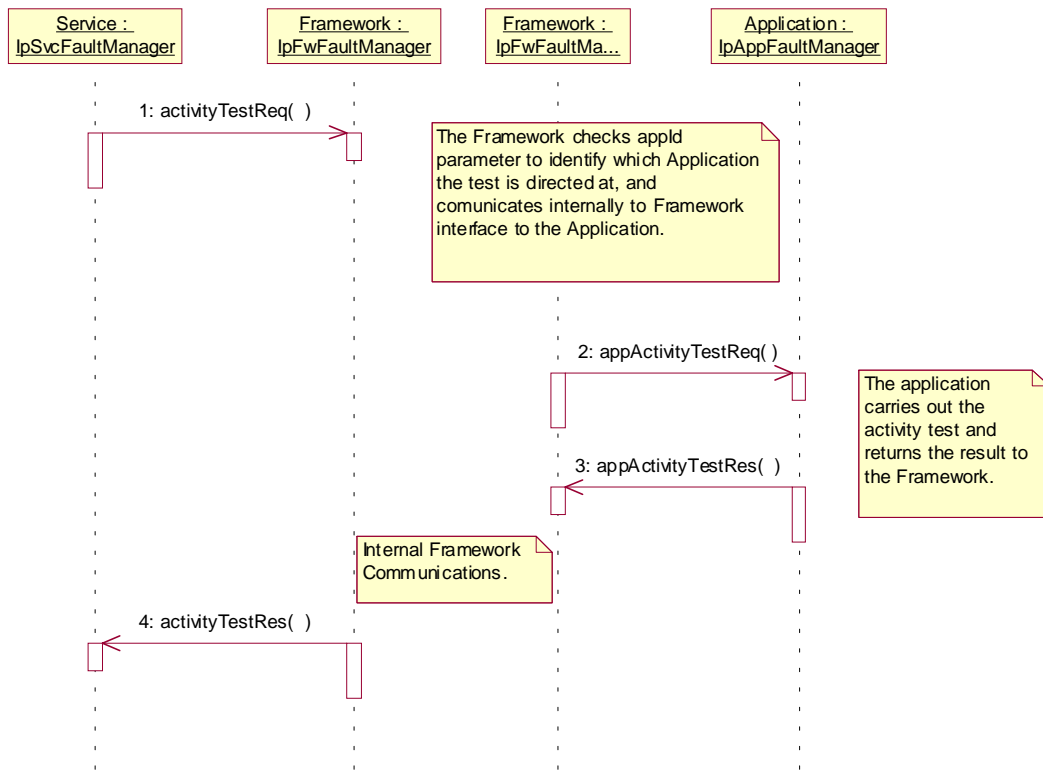 Service :
IpSvcFaultManager
Framework :
IpFwFaultManager
Framework :
IpFwFaultMa...
Application :
IpAppFaultManager
1: activityTestReq( )
The Framework checks appId
parameter to identify which Application
the test is directed at, and
comunicates internally to Framework
interface to the Application.
2: appActivityTestReq( )
The application
carries out the
activity test and
returns the result to
the Framework.
3: appActivityTestRes( )
Internal Framework
Communications.
4: activityTestRes( )